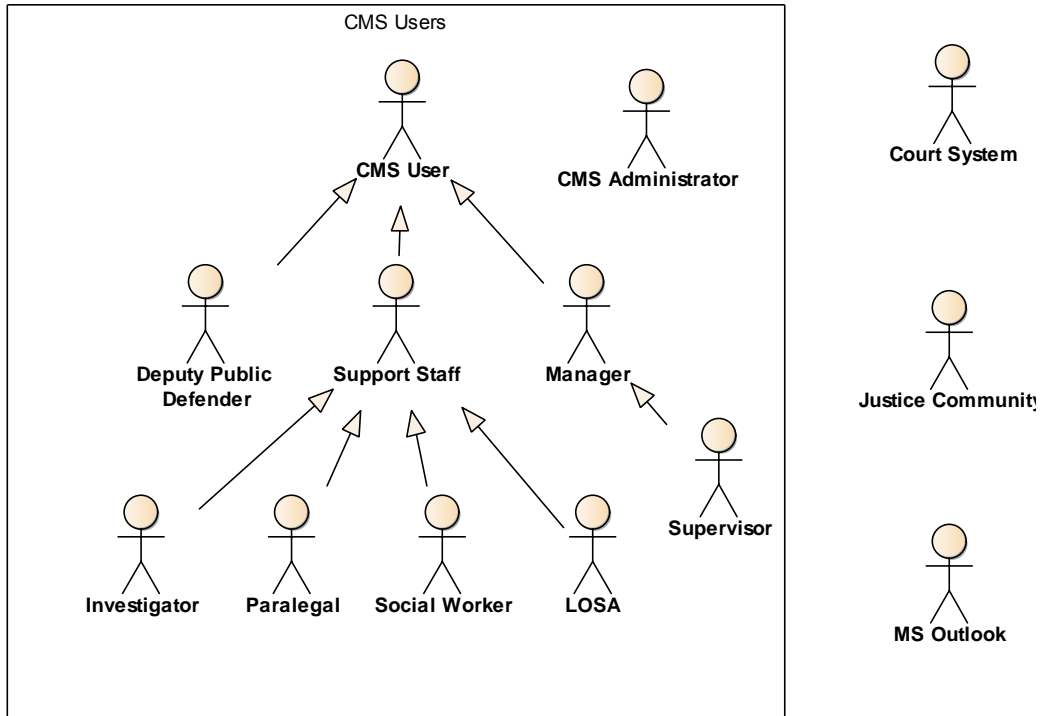 CMS Users
CMS User
CMS Administrator
Court System
Deputy Public
Defender
Support Staff
Manager
Justice Community
Supervisor
Investigator
Paralegal
Social Worker
LOSA
MS Outlook